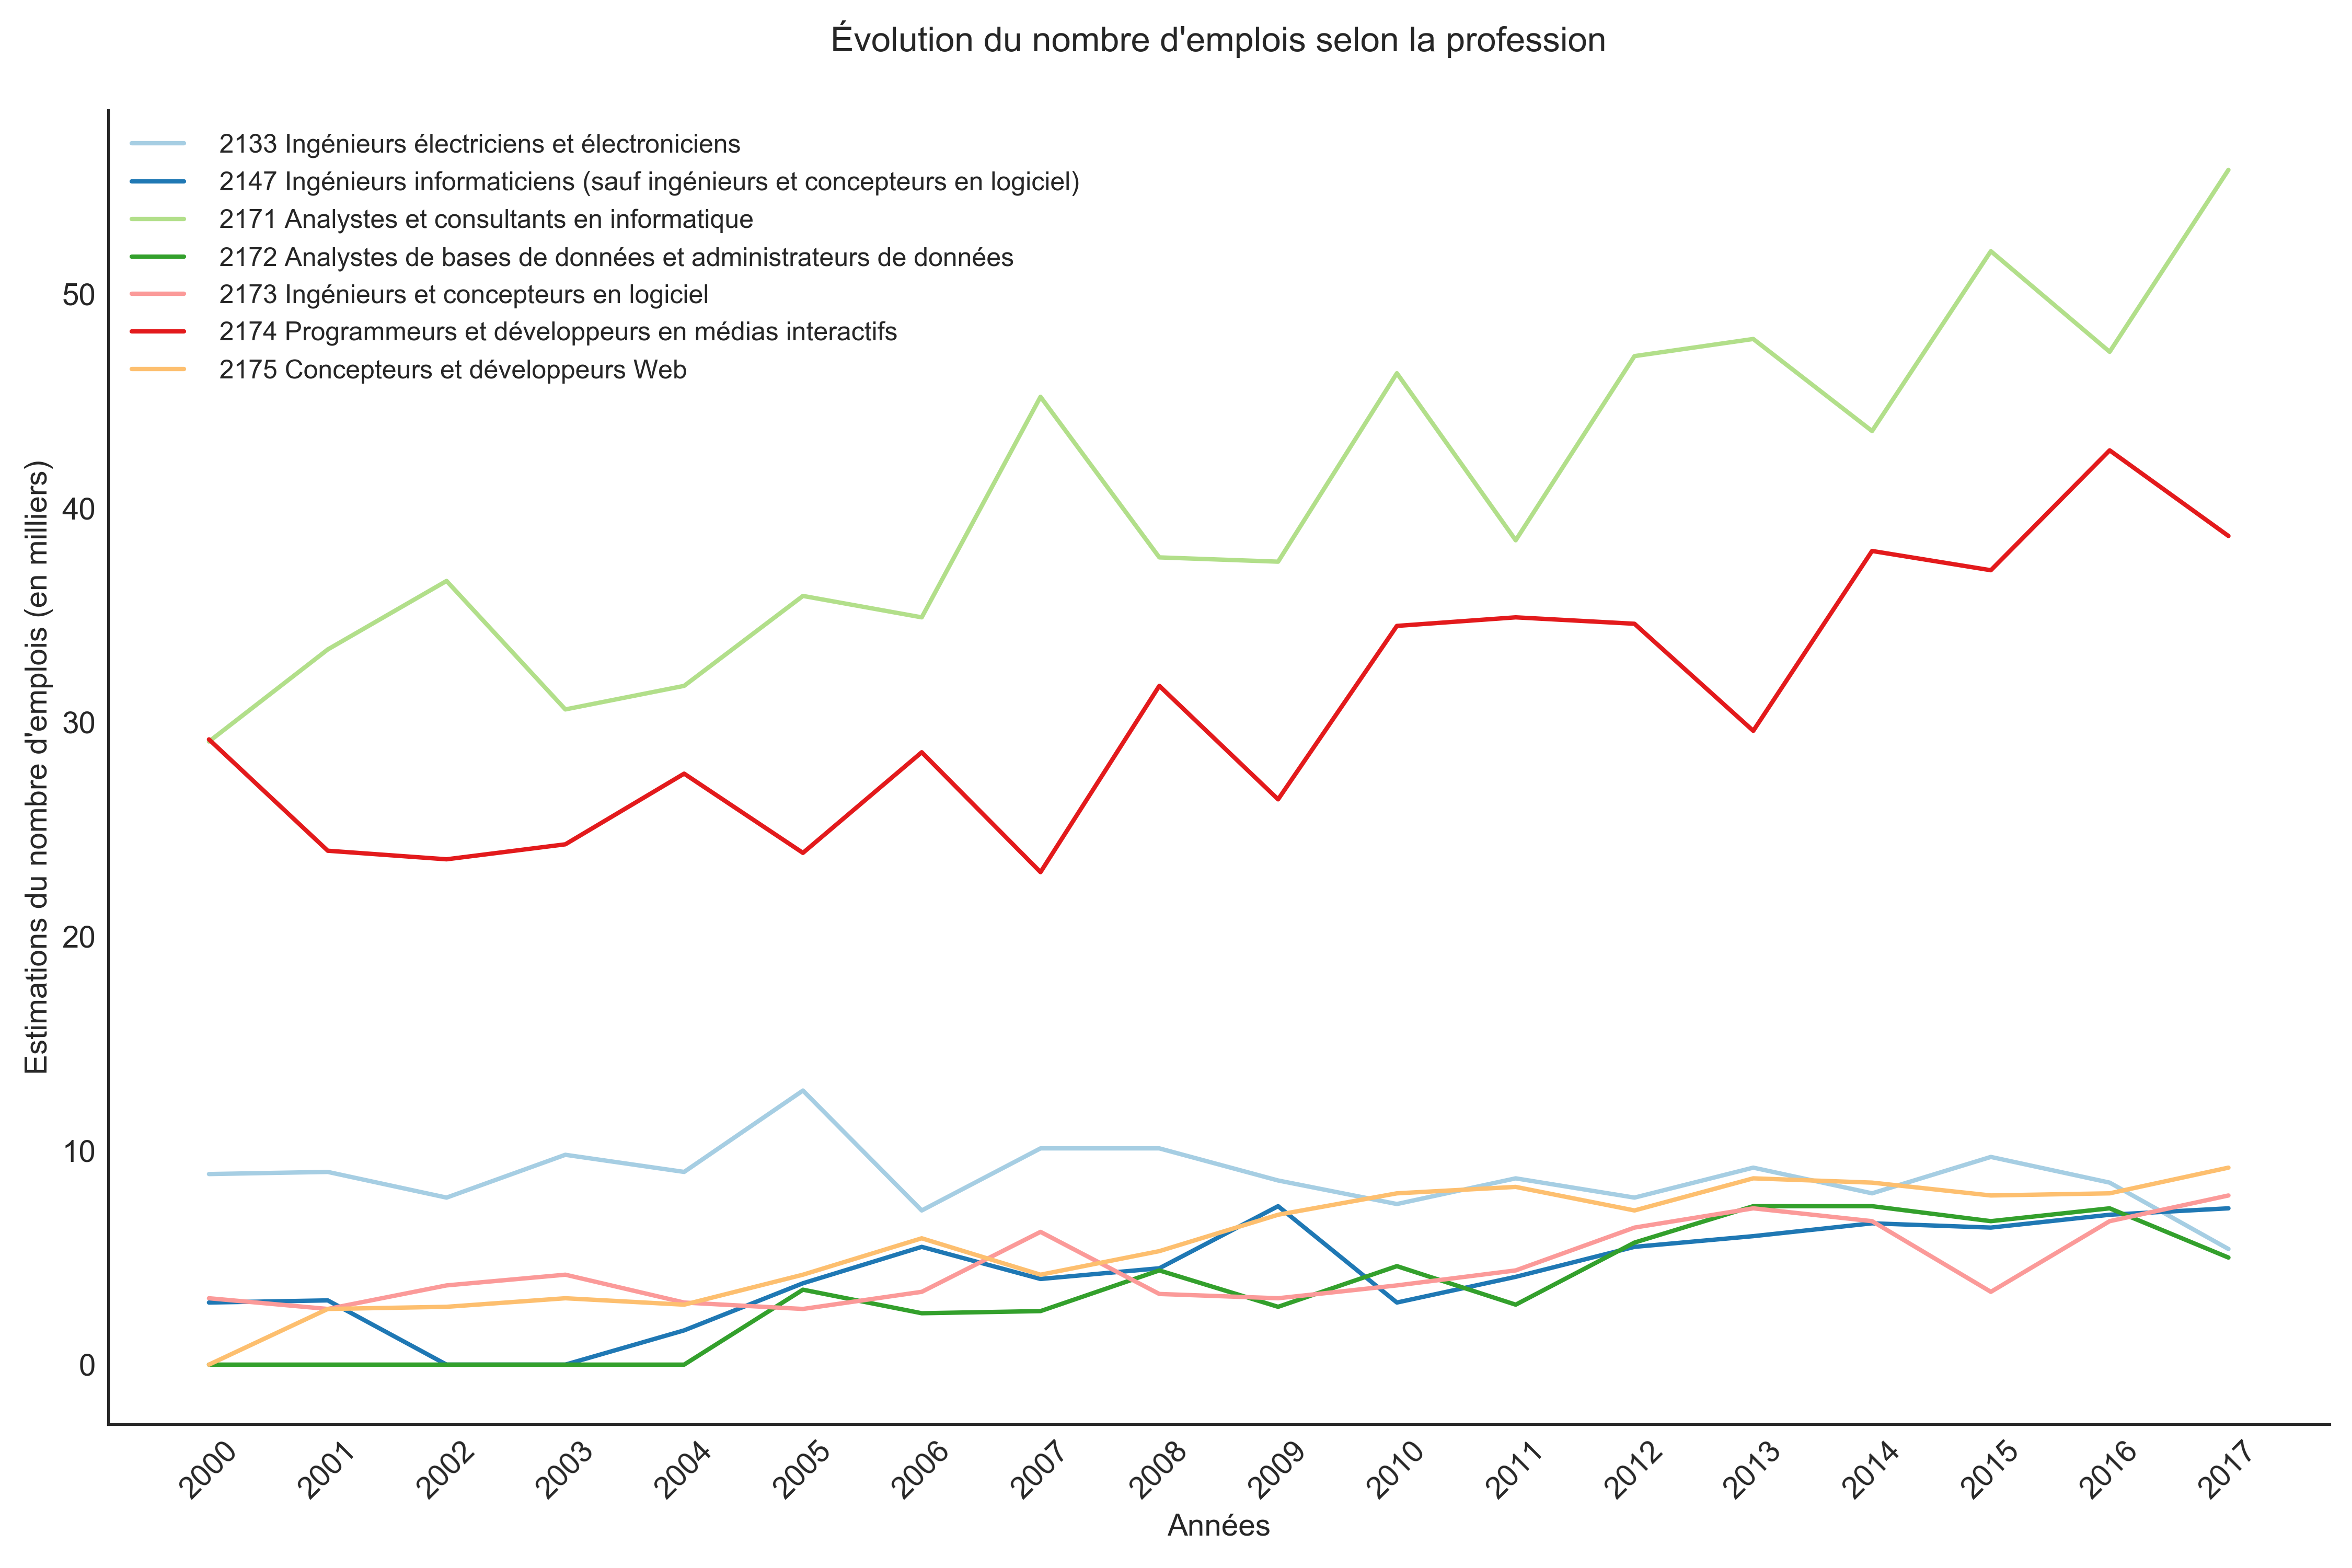 Évolution du nombre d'emplois selon la profession
2133 Ingénieurs électriciens et électroniciens
2147 Ingénieurs informaticiens (sauf ingénieurs et concepteurs en logiciel)
2171 Analystes et consultants en informatique
2172 Analystes de bases de données et administrateurs de données
2173 Ingénieurs et concepteurs en logiciel
2174 Programmeurs et développeurs en médias interactifs
2175 Concepteurs et développeurs Web
Estimations du nombre d'emplois (en milliers)
50
40
30
20
10
0
2000 2001 2002 2003 2004 2005 2006 2007 2008 2009 2010 2011 2012 2013 2014 2015 2016 2017
Années